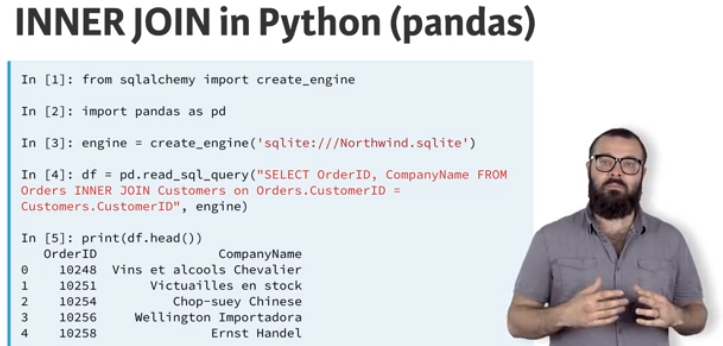 INNER JOIN in Python (pandas)
In [1]: from sqlalchemy import create_engine
In [2]: import pandas as pd
In [3]: engine = create_engine('sqlite:///Northwind.sqlite')
In [4]: df = pd.read_sql_query("SELECT OrderID, CompanyName FROM
Orders INNER JOIN Customers on Orders.CustomerID =
Customers.CustomerID", engine)
In [5]: print(df.head())
OrderID CompanyName
0 10248 Vins et alcools Chevalier
1 10251 Victuailles en stock
2 10254 Chop-suey Chinese
3 10256 Wellington Importadora
4 10258 Ernst Handel